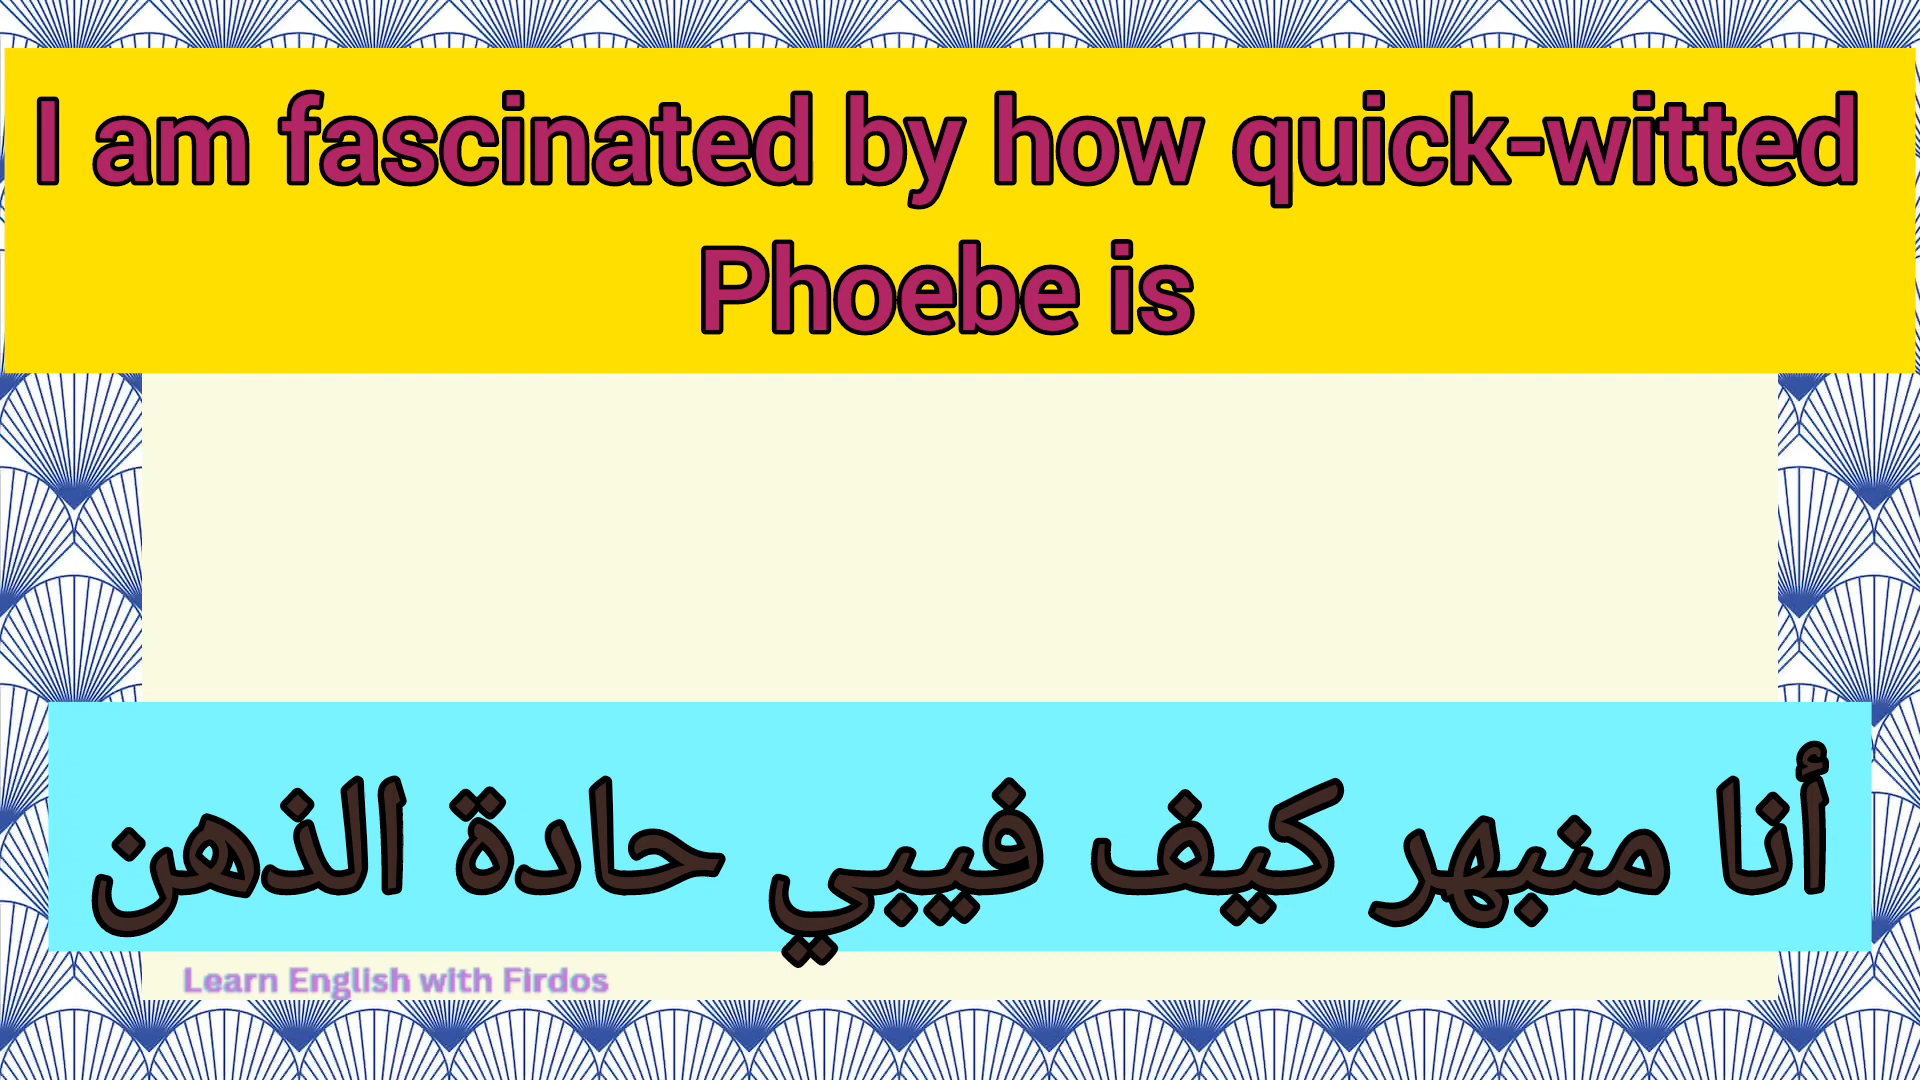 I am fascinated by how quick-witted
Phoebe is
أنا منبهر كيف فيبي حادة الذهن
Learn English with Firdos